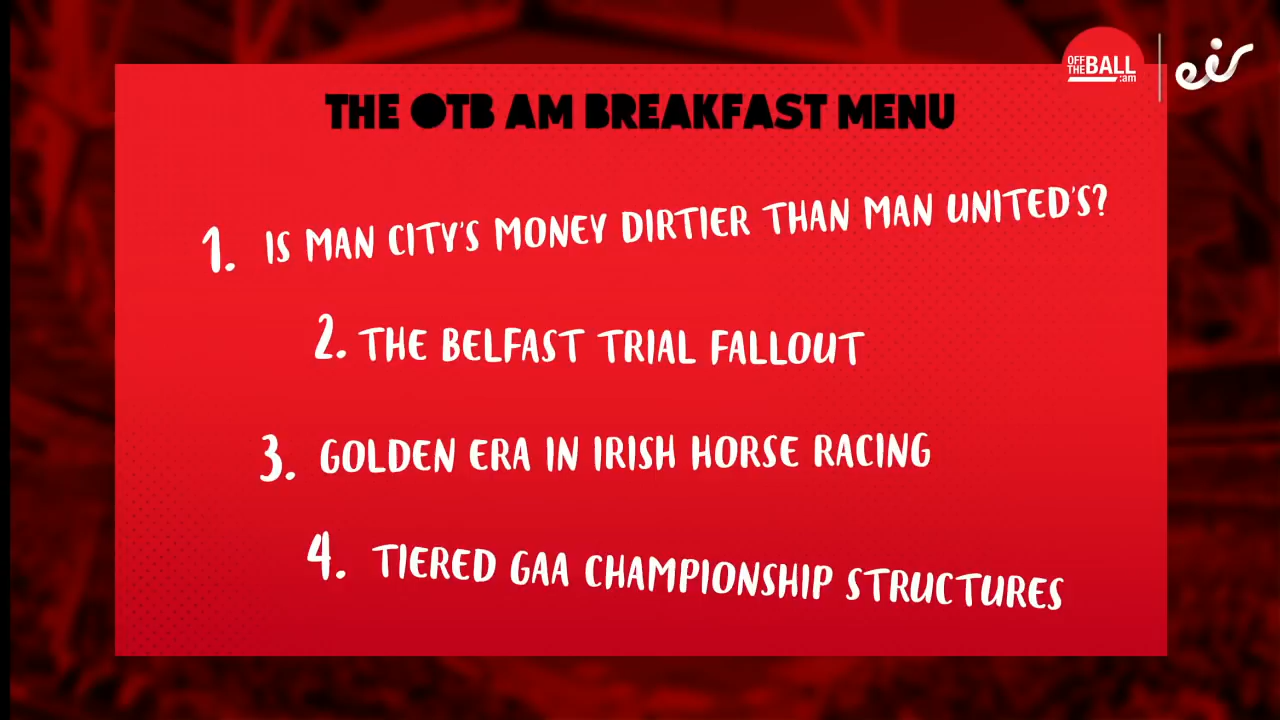 OFF
THE BALL
:am
eir
THE OTB AM BREAKFAST MENU
1. IS MAN CITY'S MONEY DIRTIER THAN MAN UNITED'S?
2. THE BELFAST TRIAL FALLOUT
3. GOLDEN ERA IN IRISH HORSE RACING
4. TIERED GAA CHAMPIONSHIP STRUCTURES